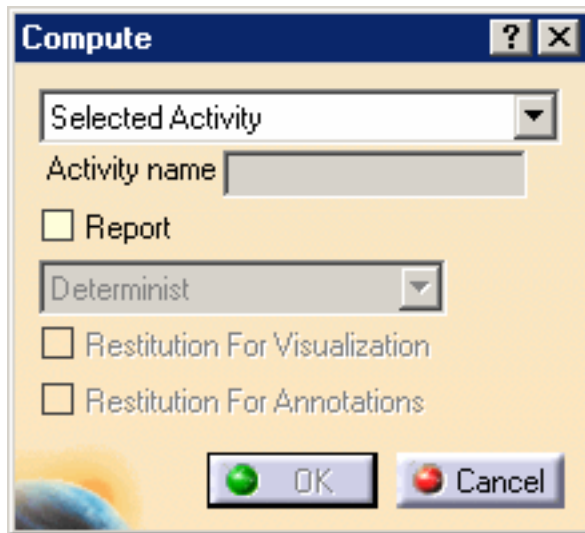 Compute ?
Selected Activity
Activity name
Report
Determinist
Restitution For Visualization
Restitution For Annotations
OK Cancel